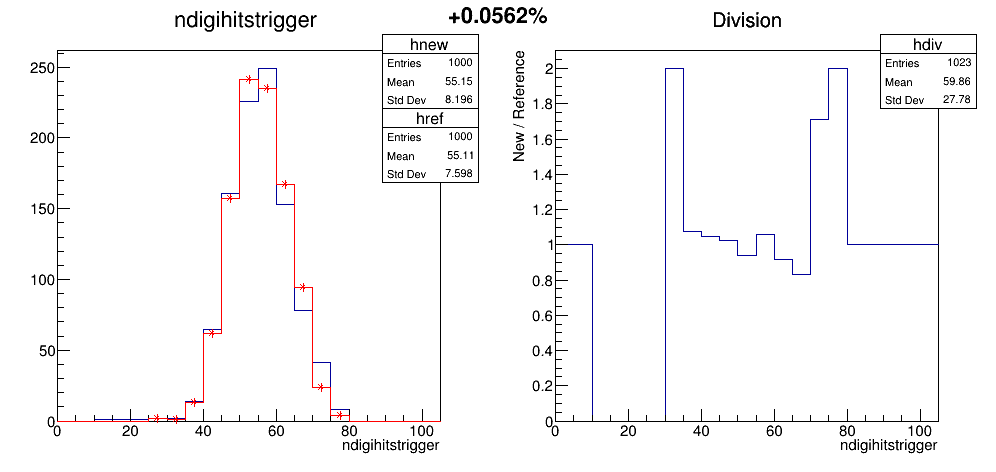 +0.0562%
ndigihitstrigger
hnew
Entries 1000
Mean 55.15
Std Dev 8.196
href
Entries 1000
Mean 55.11
Std Dev 7.598
250
200
150
100
50
0
0 20 40 60 80 100
ndigihitstrigger
Division
hdiv
Entries 1023
Mean 59.86
Std Dev 27.78
New / Reference
2
1.8
1.6
1.4
1.2
1
0.8
0.6
0.4
0.2
0
0 20 40 60 80 100
ndigihitstrigger